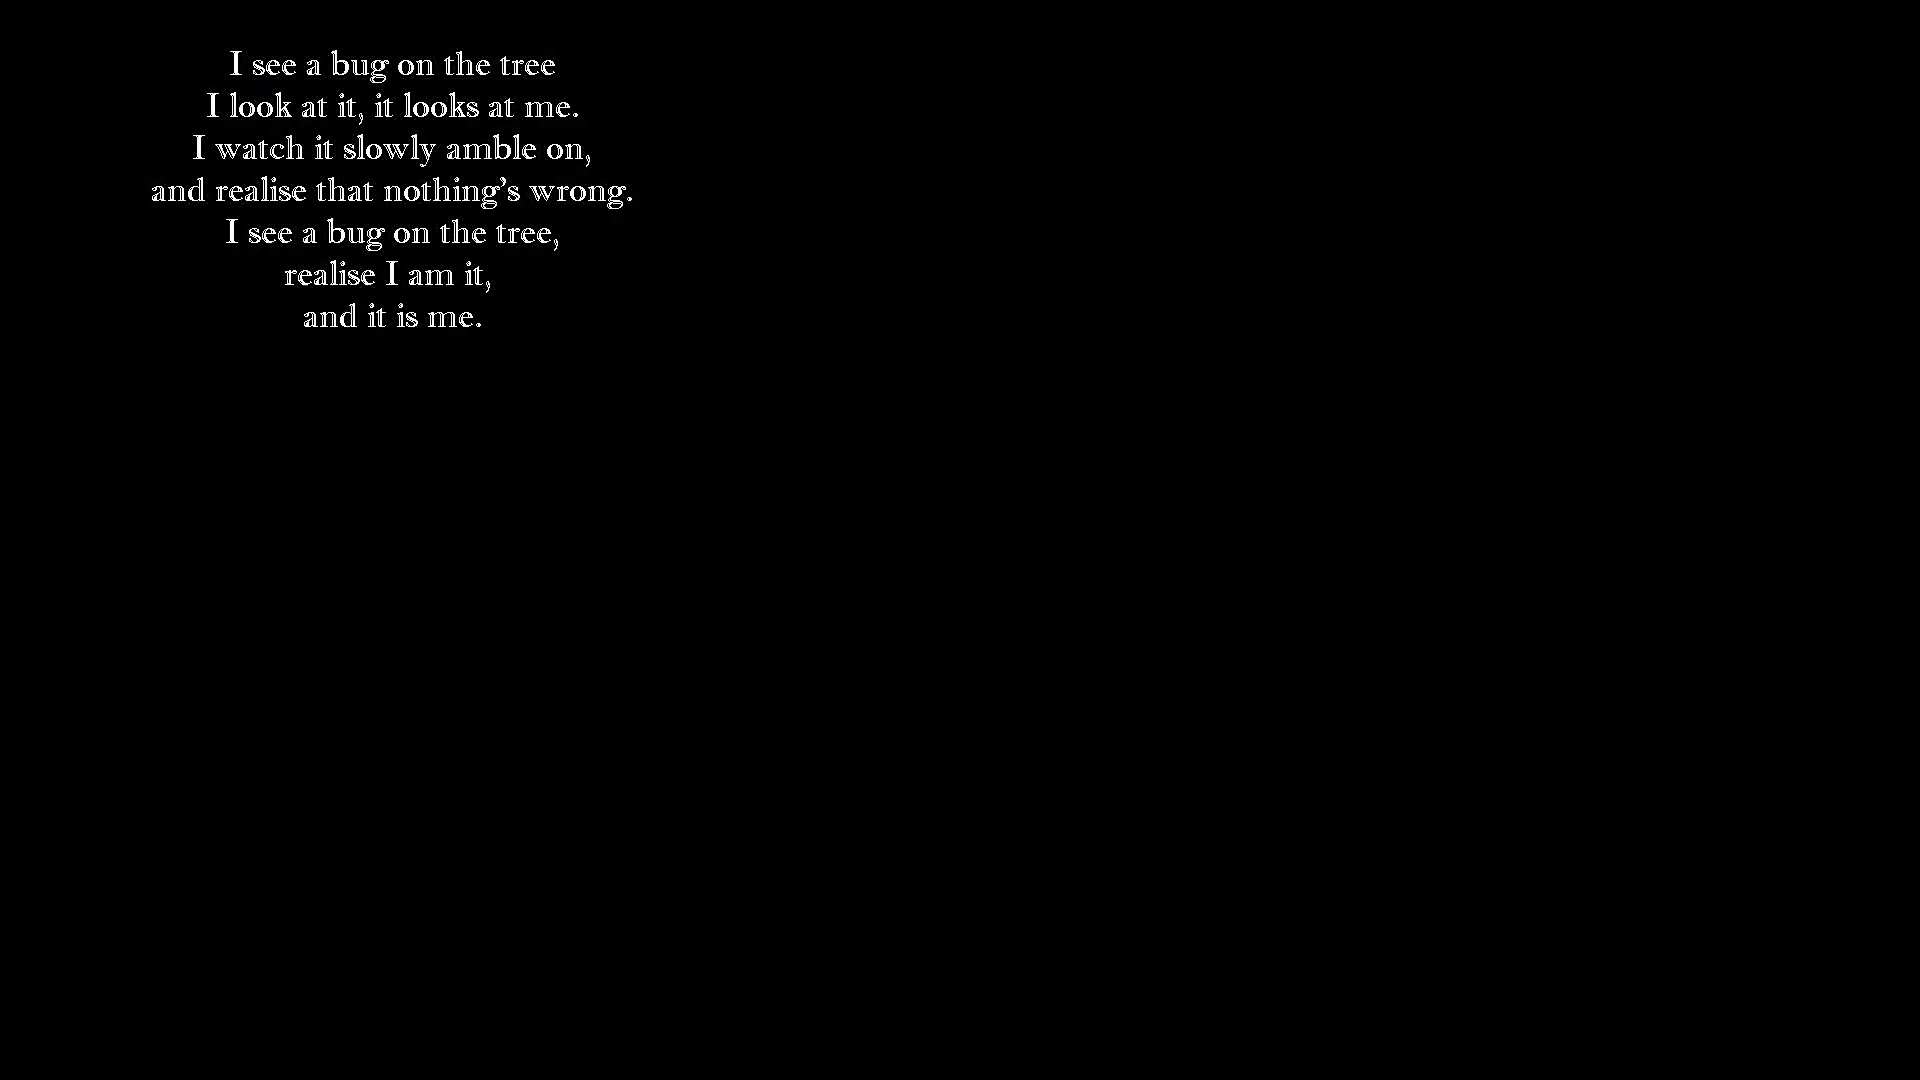 I see a bug on the tree
I look at it, it looks at me.
I watch it slowly amble on,
and realise that nothing’s wrong.
I see a bug on the tree,
realise I am it,
and it is me.